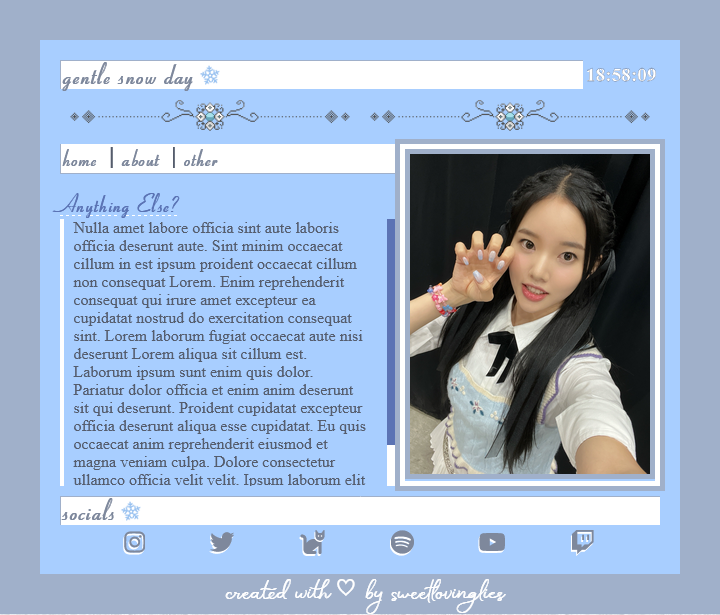 gentle snow day
18:58:09
home | about | other
Anything Else?
Nulla amet labore officia sint aute laboris
officia deserunt aute. Sint minim occaecat
cillum in est ipsum proident occaecat cillum
non consequat Lorem. Enim reprehenderit
consequat qui irure amet excepteur ea
cupidatat nostrud do exercitation consequat
sint. Lorem laborum fugiat occaecat aute nisi
deserunt Lorem aliqua sit cillum est.
Laborum ipsum sunt enim quis dolor.
Pariatur dolor officia et enim anim deserunt
sit qui deserunt. Proident cupidatat excepteur
officia deserunt aliqua esse cupidatat. Eu quis
occaecat anim reprehenderit eiusmod et
magna veniam culpa. Dolore consectetur
ullamco officia velit velit. Ipsum laborum elit
socials
created with ♡ by sweetlovinglies